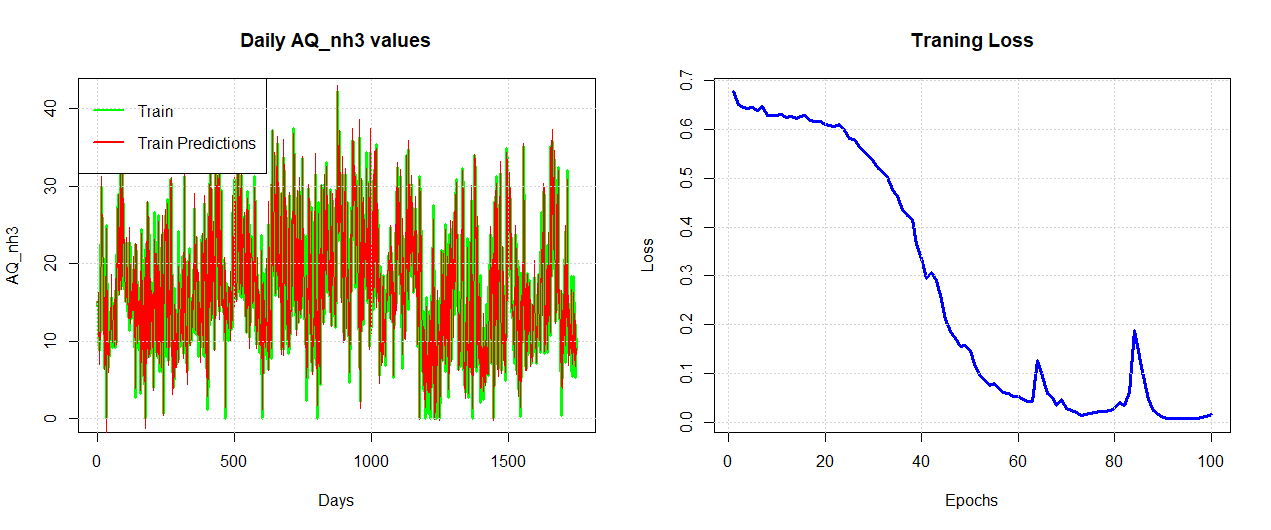 Daily AQ_nh3 values
Train
Train Predictions
AQ_nh3
0
10
20
30
40
0
500
1000
1500
Days
Traning Loss
Loss
0.0
0.1
0.2
0.3
0.4
0.5
0.6
0.7
0
20
40
60
80
100
Epochs